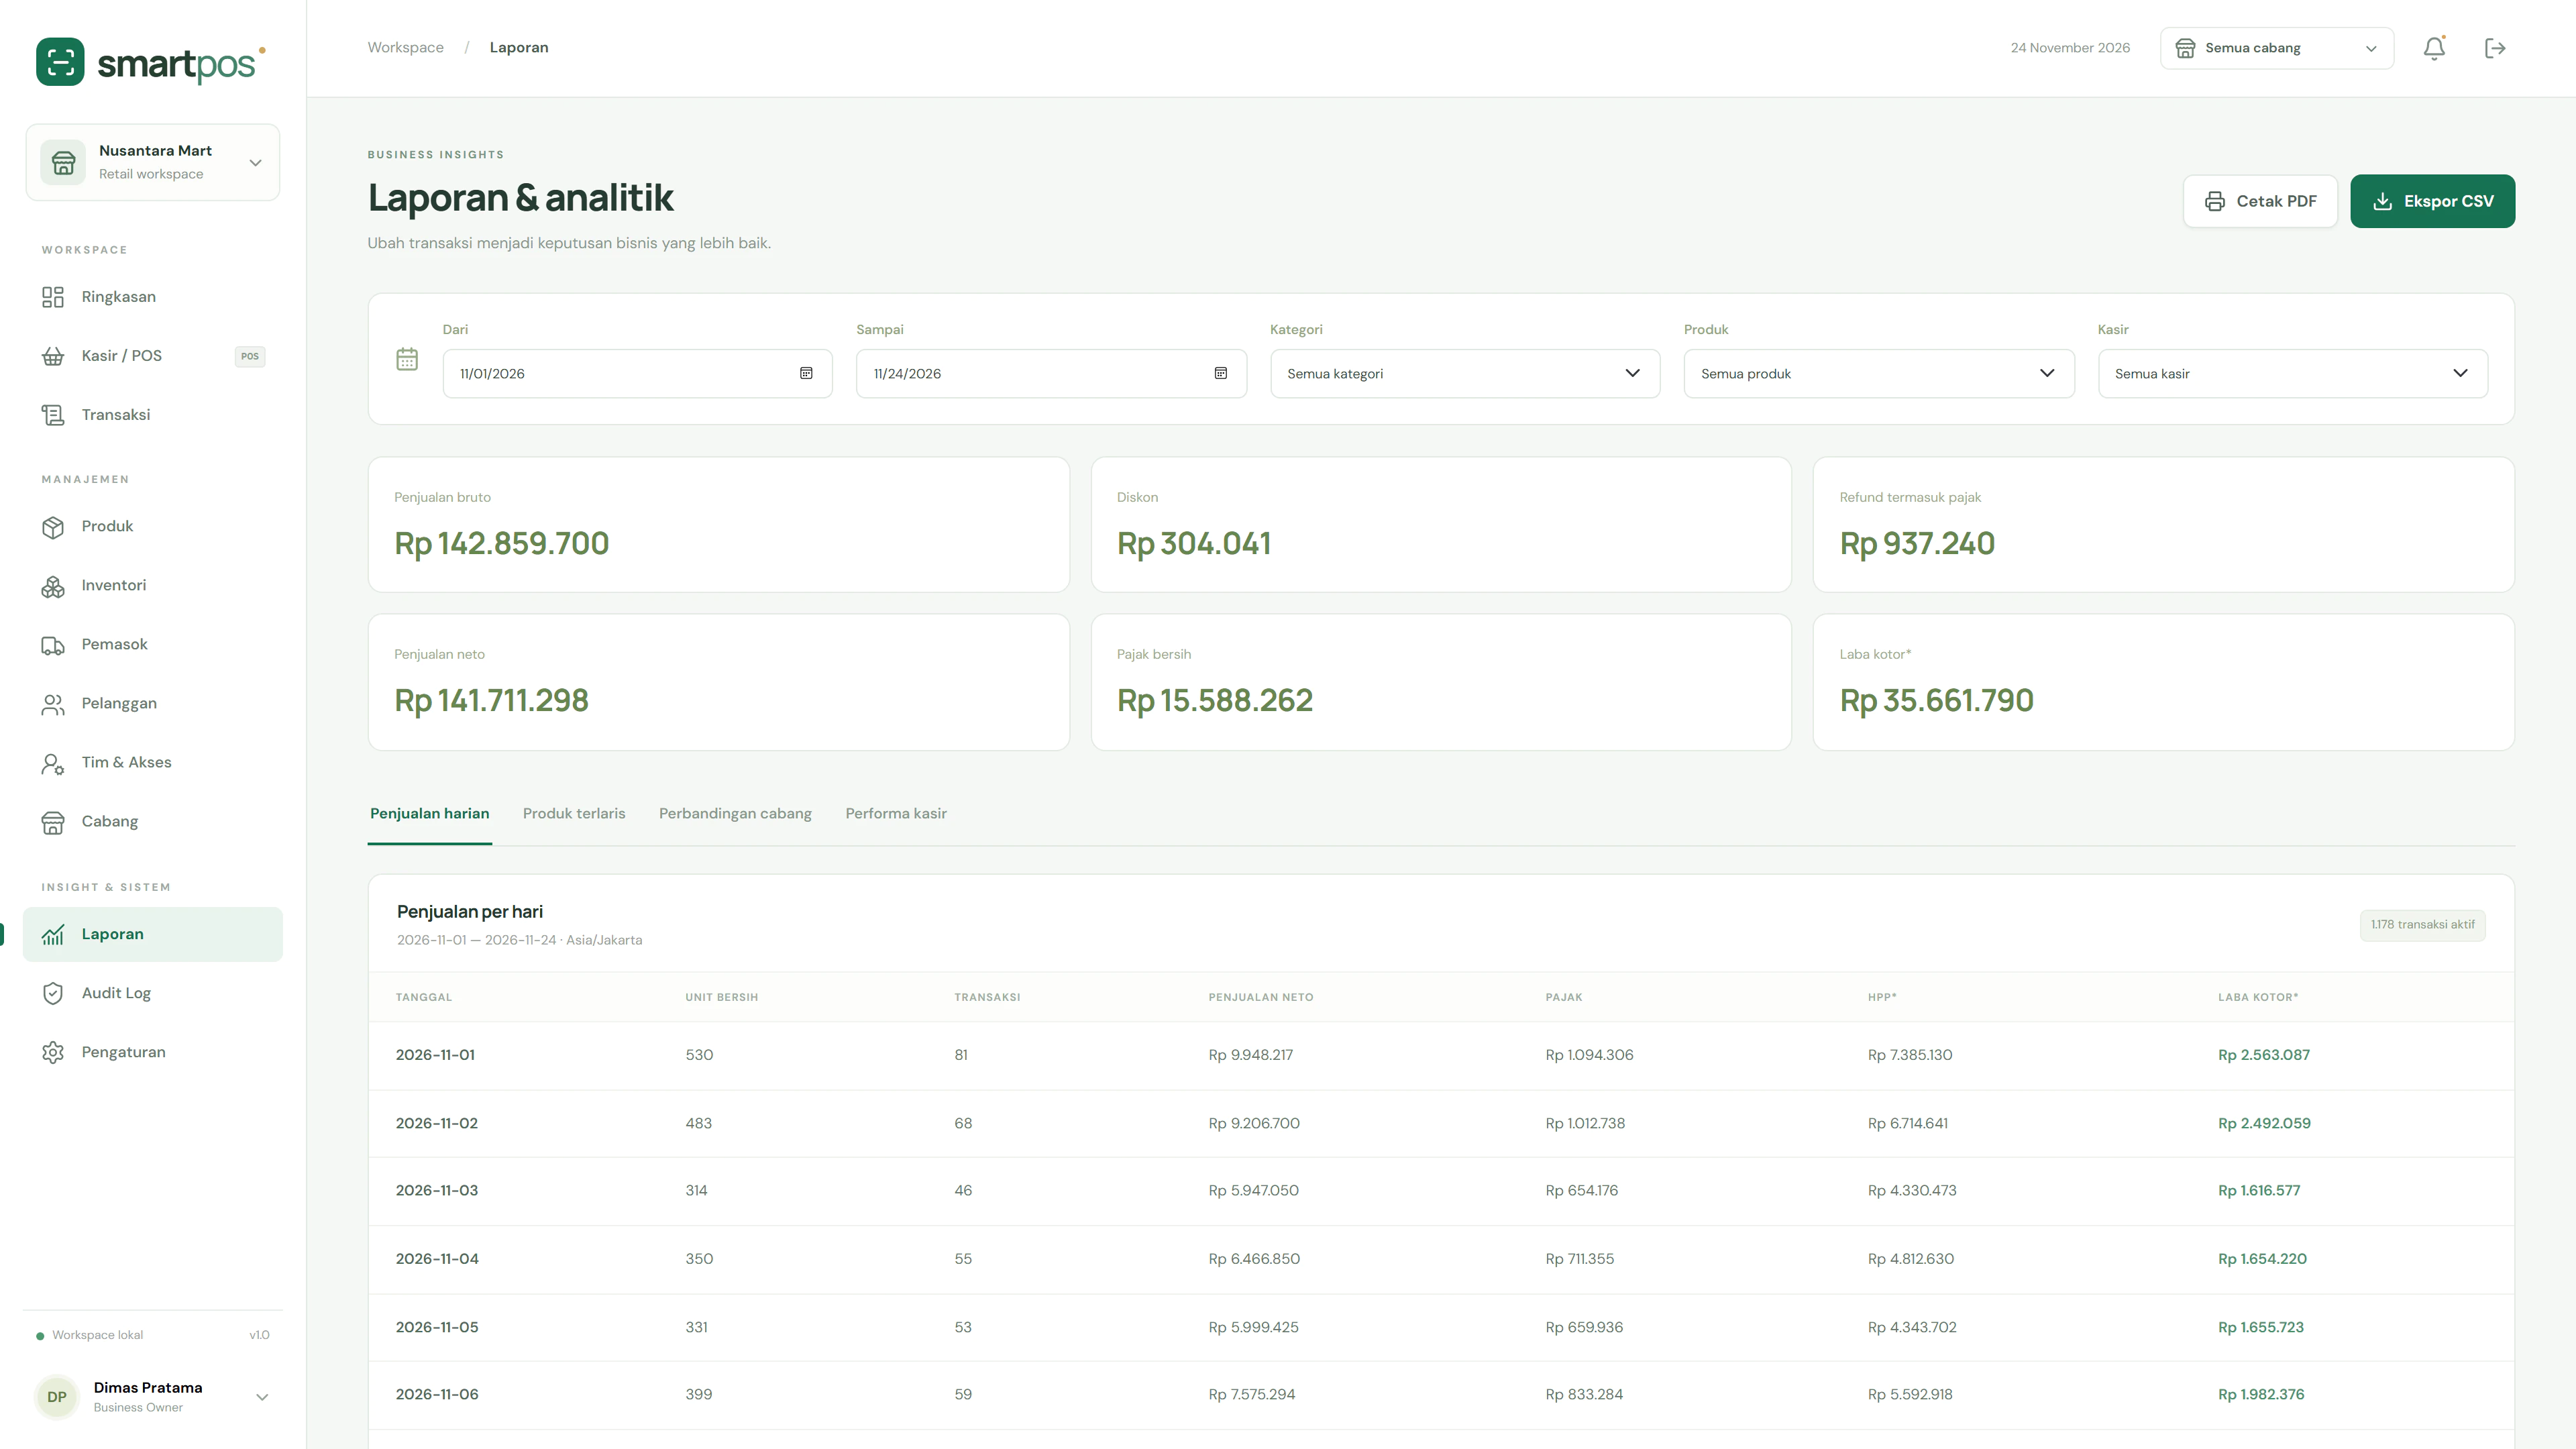 smartpos
Nusantara Mart
Retail workspace
WORKSPACE
Ringkasan
Kasir / POS
POS
Transaksi
MANAJEMEN
Produk
Inventori
Pemasok
Pelanggan
Tim & Akses
Cabang
INSIGHT & SISTEM
Laporan
Audit Log
Pengaturan
Workspace lokal
v1.0
DP
Dimas Pratama
Business Owner
Workspace / Laporan
24 November 2026
Semua cabang
BUSINESS INSIGHTS
Laporan & analitik
Ubah transaksi menjadi keputusan bisnis yang lebih baik.
Cetak PDF
Ekspor CSV
Dari
11/01/2026
Sampai
11/24/2026
Kategori
Semua kategori
Produk
Semua produk
Kasir
Semua kasir
Penjualan bruto
Rp 142.859.700
Diskon
Rp 304.041
Refund termasuk pajak
Rp 937.240
Penjualan neto
Rp 141.711.298
Pajak bersih
Rp 15.588.262
Laba kotor*
Rp 35.661.790
Penjualan harian
Produk terlaris
Perbandingan cabang
Performa kasir
Penjualan per hari
2026-11-01 — 2026-11-24 · Asia/Jakarta
1.178 transaksi aktif
TANGGAL UNIT BERSIH TRANSAKSI PENJUALAN NETO PAJAK HPP* LABA KOTOR*
2026-11-01 530 81 Rp 9.948.217 Rp 1.094.306 Rp 7.385.130 Rp 2.563.087
2026-11-02 483 68 Rp 9.206.700 Rp 1.012.738 Rp 6.714.641 Rp 2.492.059
2026-11-03 314 46 Rp 5.947.050 Rp 654.176 Rp 4.330.473 Rp 1.616.577
2026-11-04 350 55 Rp 6.466.850 Rp 711.355 Rp 4.812.630 Rp 1.654.220
2026-11-05 331 53 Rp 5.999.425 Rp 659.936 Rp 4.343.702 Rp 1.655.723
2026-11-06 399 59 Rp 7.575.294 Rp 833.284 Rp 5.592.918 Rp 1.982.376